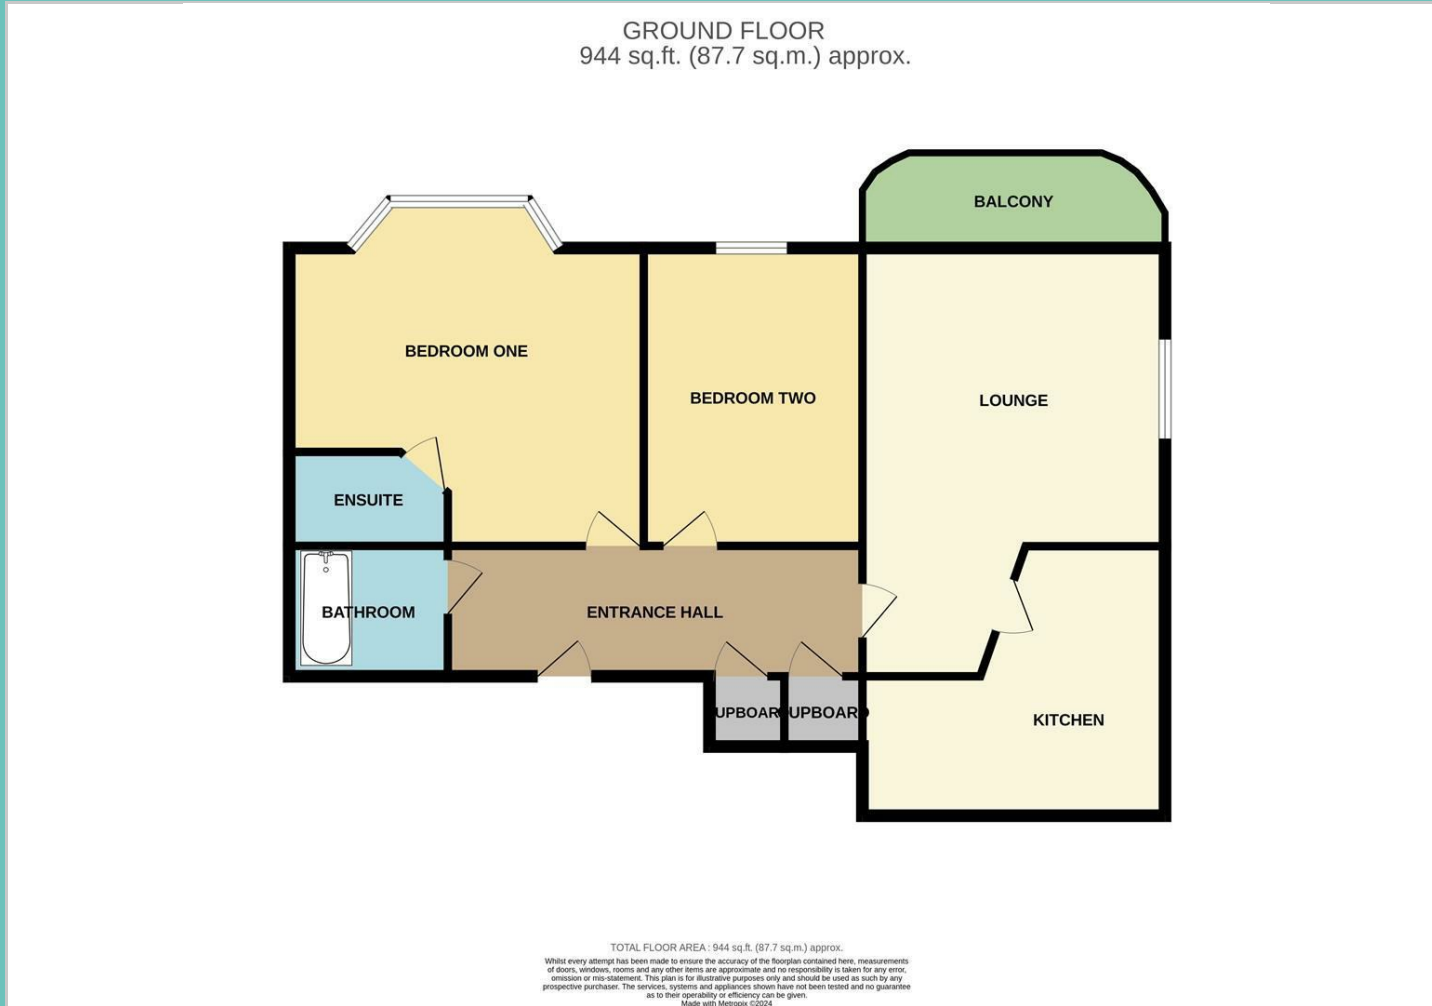 GROUND FLOOR
944 sq.ft. (87.7 sq.m.) approx.
BALCONY
BEDROOM ONE
BEDROOM TWO
LOUNGE
ENSUITE
BATHROOM
ENTRANCE HALL
UPBOAR
UPBOARD
KITCHEN
TOTAL FLOOR AREA : 944 sq.ft. (87.7 sq.m.) approx.
Whilst every attempt has been made to ensure the accuracy of the floorplan contained here, measurements
of doors, windows, rooms and any other items are approximate and no responsibility is taken for any error,
omission or mis-statement. This plan is for illustrative purposes only and should be used as such by any
prospective purchaser. The services, systems and appliances shown have not been tested and no guarantee
as to their operability or efficiency can be given.
Made with Metropix ©2024